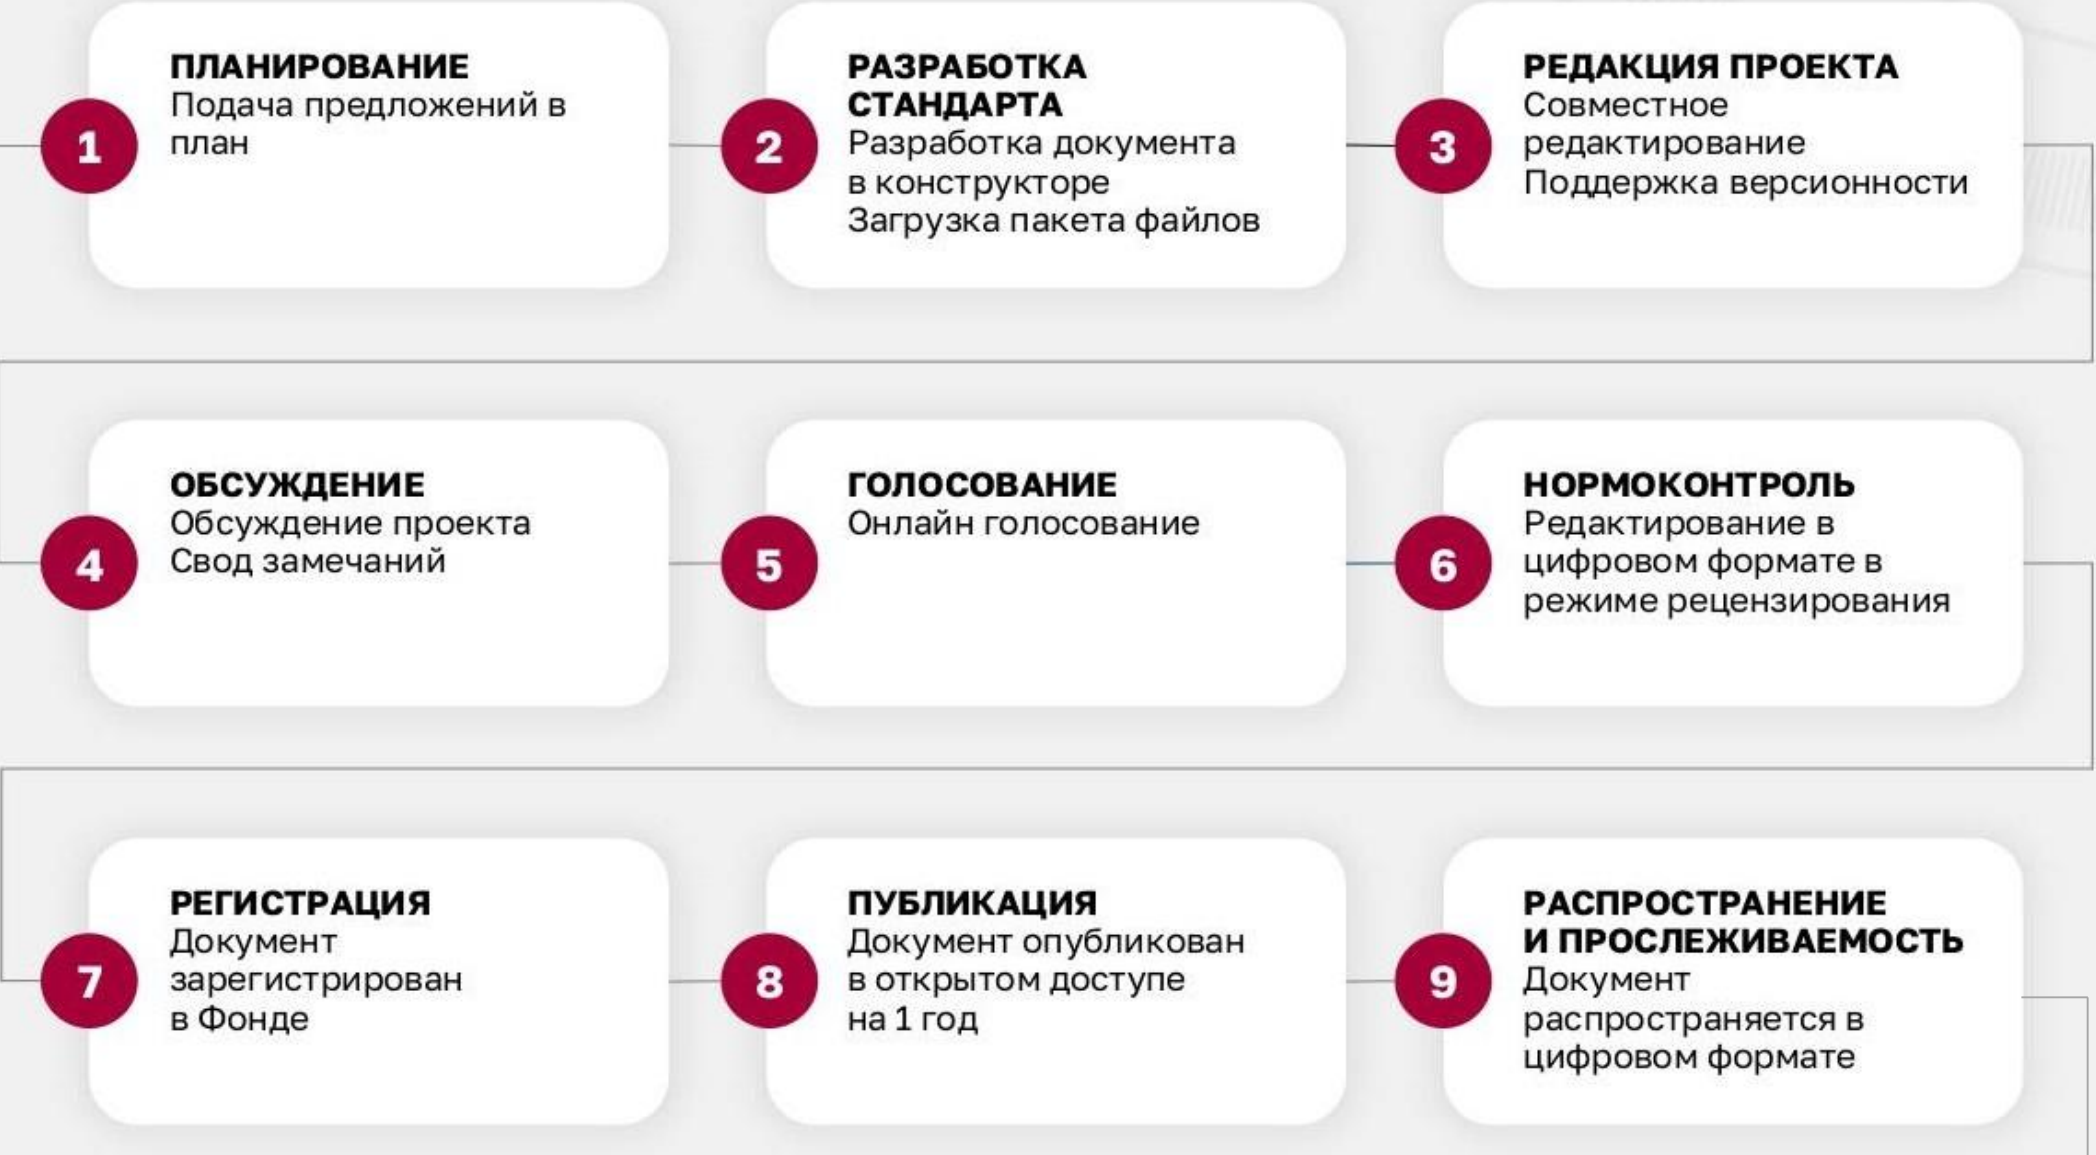 1
ПЛАНИРОВАНИЕ
Подача предложений в
план
2
РАЗРАБОТКА
СТАНДАРТА
Разработка документа
в конструкторе
Загрузка пакета файлов
3
РЕДАКЦИЯ ПРОЕКТА
Совместное
редактирование
Поддержка версионности
4
ОБСУЖДЕНИЕ
Обсуждение проекта
Свод замечаний
5
ГОЛОСОВАНИЕ
Онлайн голосование
6
НОРМОКОНТРОЛЬ
Редактирование в
цифровом формате в
режиме рецензирования
7
РЕГИСТРАЦИЯ
Документ
зарегистрирован
в Фонде
8
ПУБЛИКАЦИЯ
Документ опубликован
в открытом доступе
на 1 год
9
РАСПРОСТРАНЕНИЕ
И ПРОСЛЕЖИВАЕМОСТЬ
Документ
распространяется в
цифровом формате